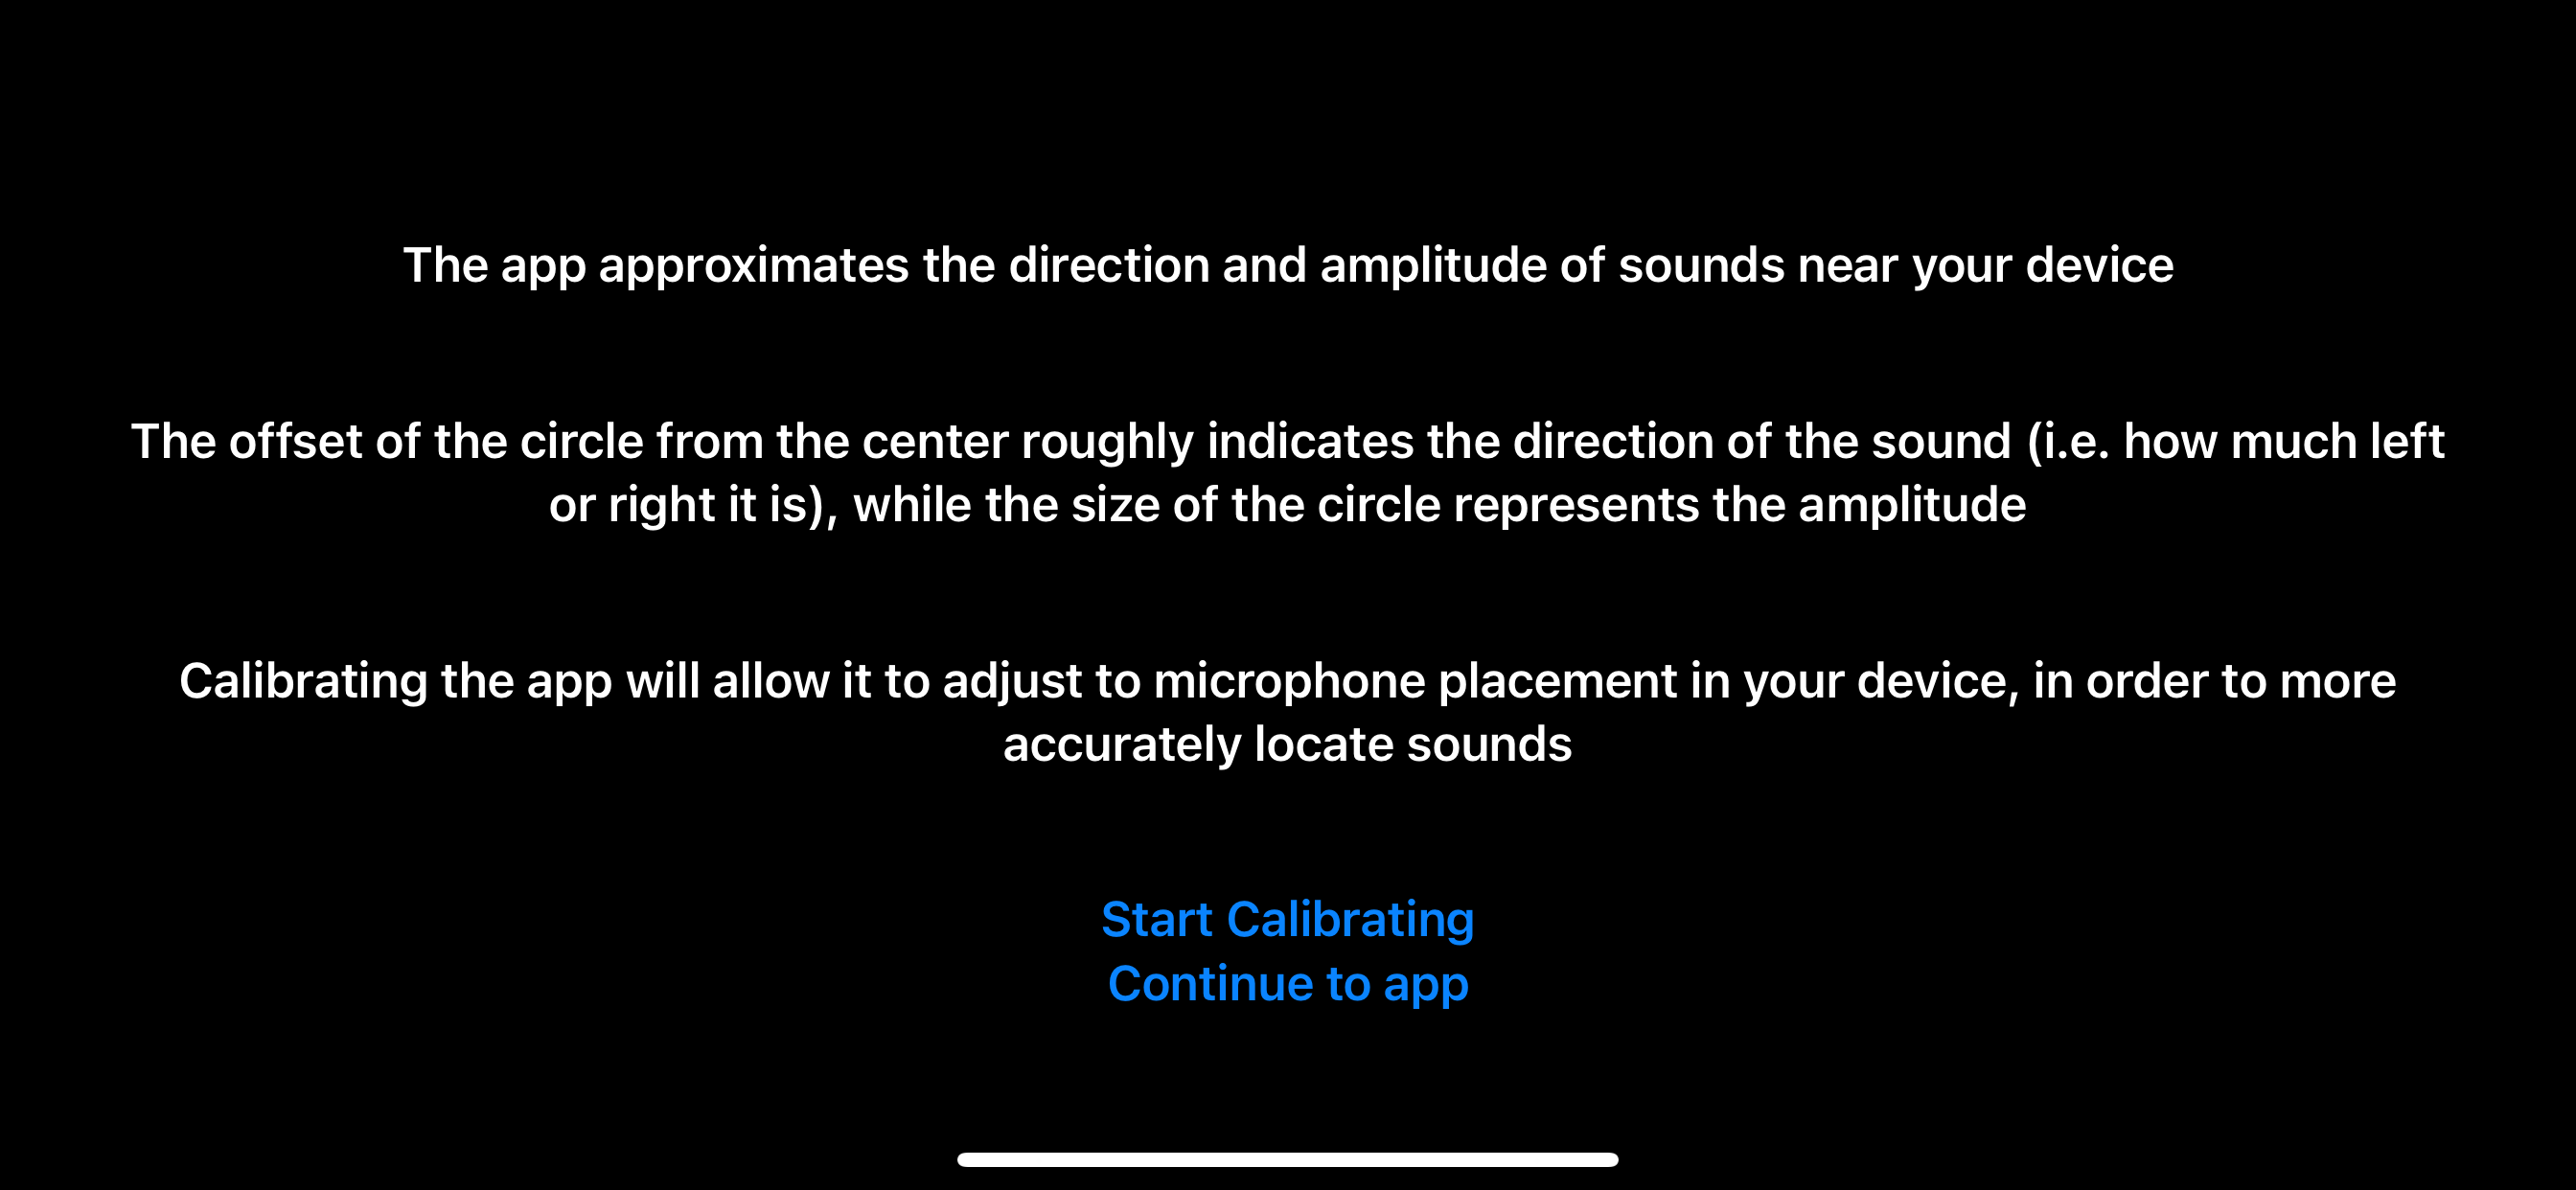 The app approximates the direction and amplitude of sounds near your device
The offset of the circle from the center roughly indicates the direction of the sound (i.e. how much left
or right it is), while the size of the circle represents the amplitude
Calibrating the app will allow it to adjust to microphone placement in your device, in order to more
accurately locate sounds
Start Calibrating
Continue to app